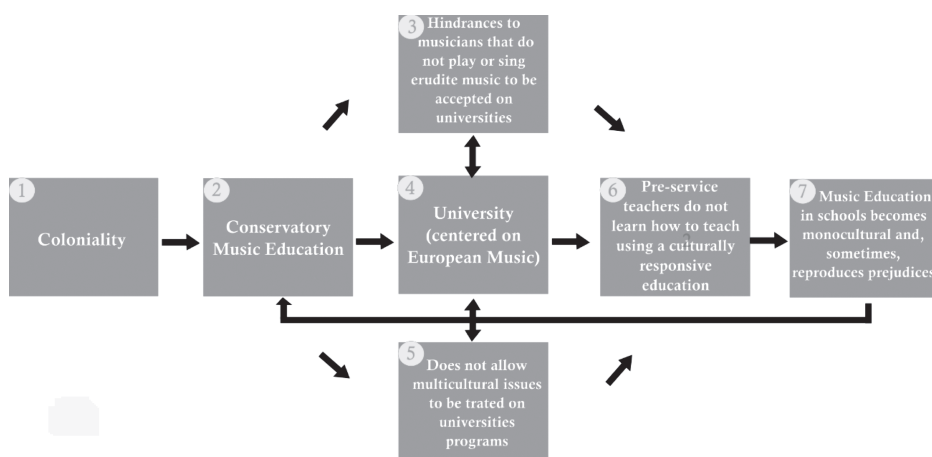 1
Coloniality
2
Conservatory
Music Education
3
Hindrances to
musicians that do
not play or sing
erudite music to be
accepted on
universities
4
University
(centered on
European Music)
5
Does not allow
multicultural issues
to be trated on
universities
programs
6
Pre-service
teachers do not
learn how to teach
using a culturally
responsive
education
7
Music Education
in schools becomes
monocultural and,
sometimes,
reproduces prejudices